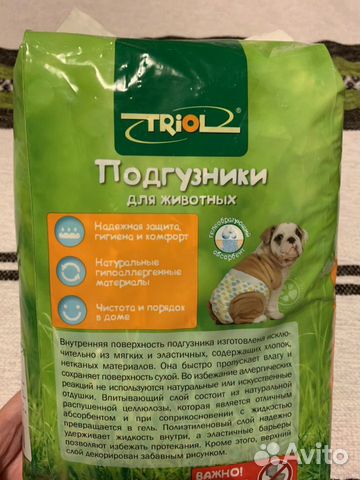 TRiOL®
Подгузники
для животных
Надежная защита,
гигиена и комфорт
Натуральные
гипоаллергенные
материалы
Чистота и порядок
в доме
гелеобразующий
абсорбент
Внутренняя поверхность подгузника изготовлена исклю-
чительно из мягких и эластичных, содержащих хлопок,
нетканых материалов. Она быстро пропускает влагу и
сохраняет поверхность сухой. Во избежание аллергических
реакций не используются натуральные или искусственные
отдушки. Впитывающий слой состоит из натуральной
распушенной целлюлозы, которая является отличным
абсорбентом и при соприкосновении с жидкостью
превращается в гель. Полиэтиленовый слой надежно
удерживает жидкость внутри, а эластичные барьеры
позволяют избежать протекания. Кроме этого, верхний
слой декорирован забавным рисунком.
ВАЖНО!
Avito